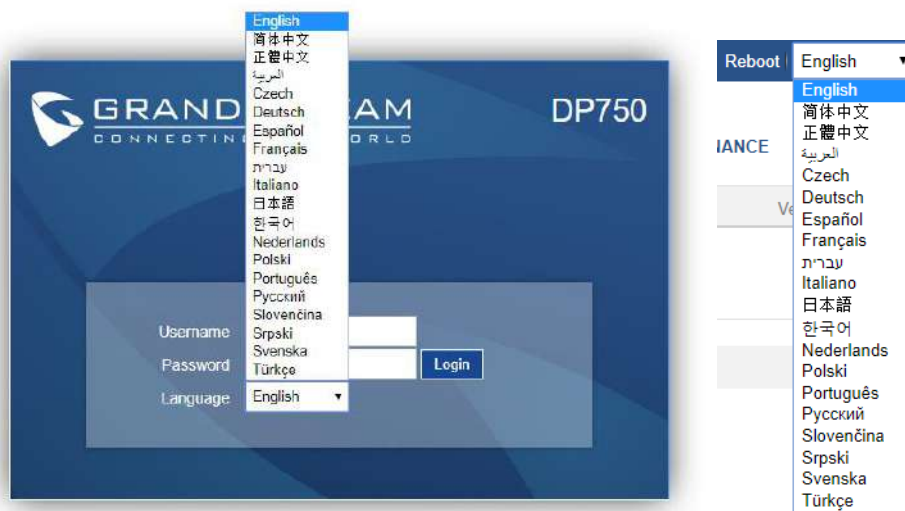 English
简体中文
正體中文
العربية
Czech
Deutsch
Español
Français
עברית
Italiano
日本語
한국어
Nederlands
Polski
Português
Русский
Slovenčina
Srpski
Svenska
Türkçe
GRAND AM
CONNECTING ORLD
DP750
Username
Password
Login
Language
English
Reboot
English
English
简体中文
正體中文
العربية
Czech
Deutsch
Español
Français
עברית
Italiano
日本語
한국어
Nederlands
Polski
Português
Русский
Slovenčina
Srpski
Svenska
Türkçe
NANCE
Ve